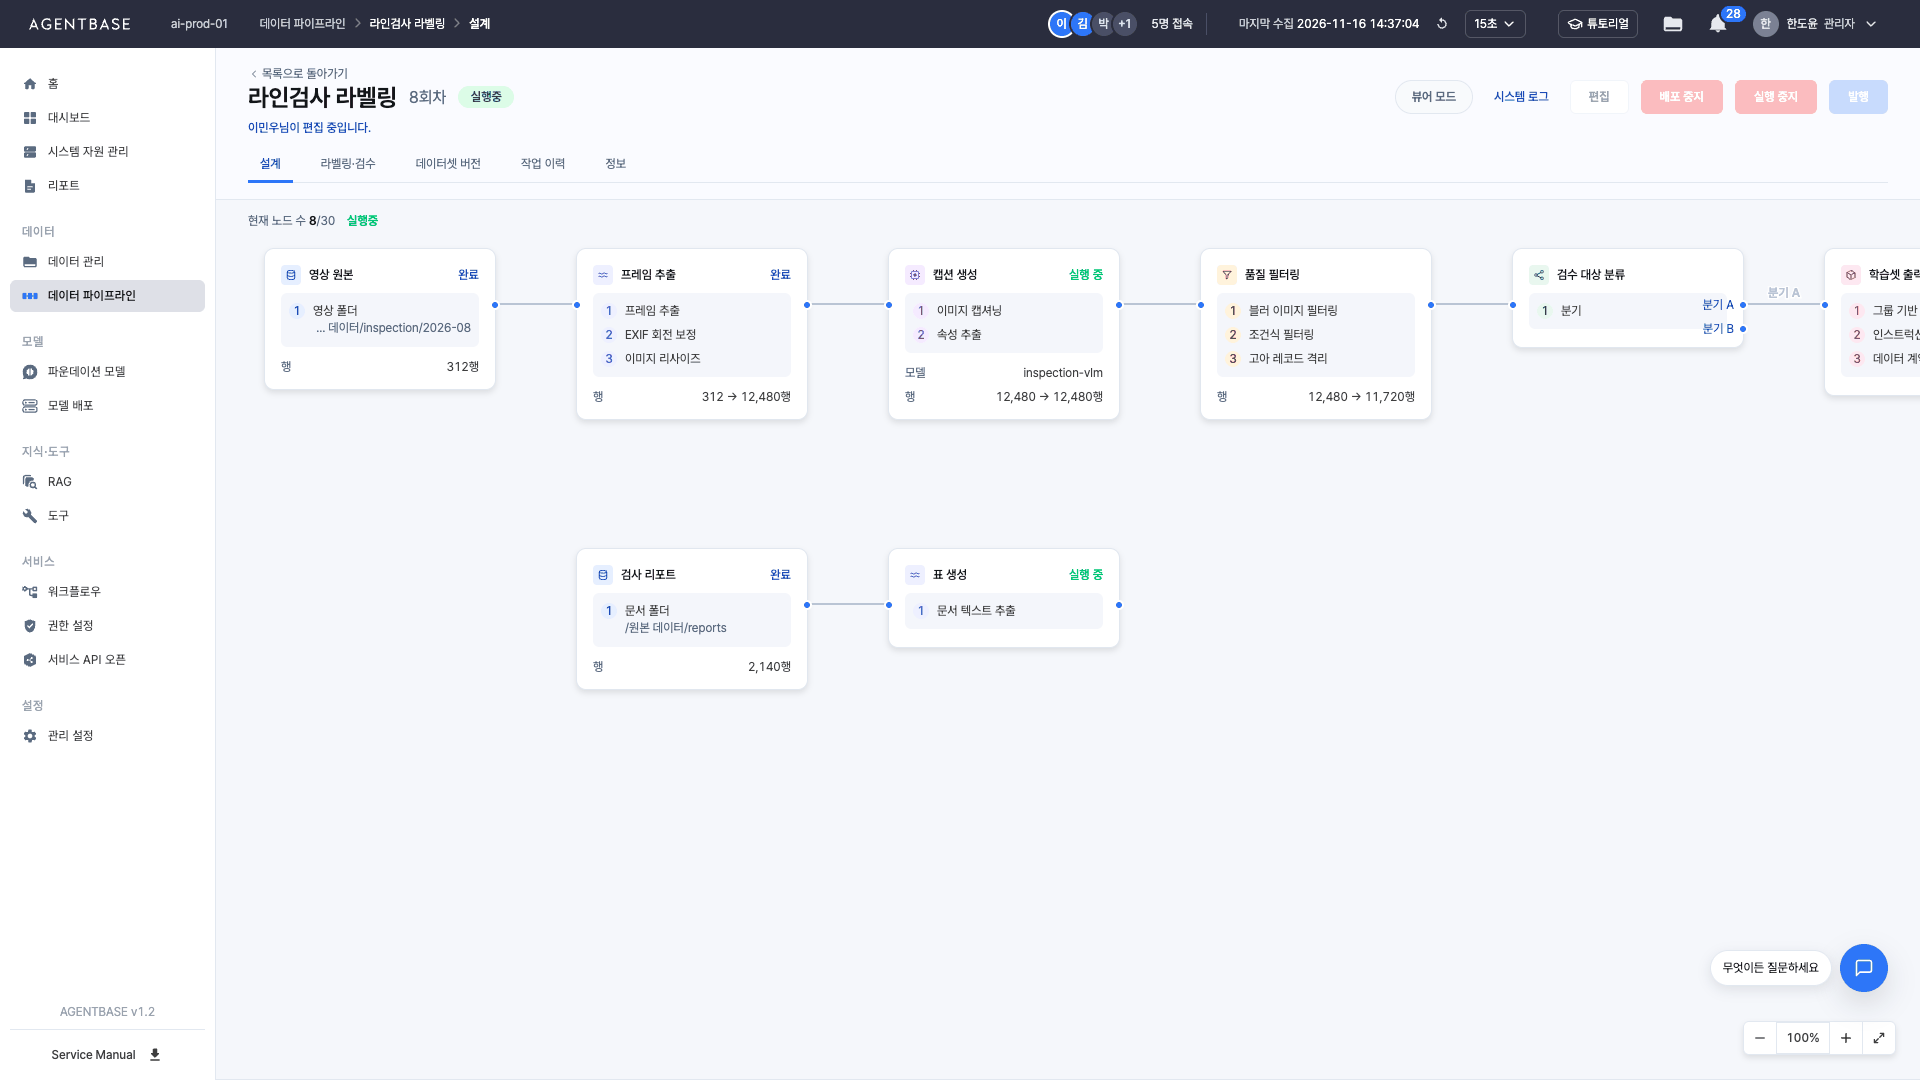 AGENTBASE
ai-prod-01
데이터 파이프라인 > 라인검사 라벨링 > 설계
이 김 박 +1 5명 접속
마지막 수집 2026-11-16 14:37:04
15초
튜토리얼
28
한 한도윤 관리자
홈
대시보드
시스템 자원 관리
리포트
데이터
데이터 관리
데이터 파이프라인
모델
파운데이션 모델
모델 배포
지식·도구
RAG
도구
서비스
워크플로우
권한 설정
서비스 API 오픈
설정
관리 설정
AGENTBASE v1.2
Service Manual
목록으로 돌아가기
라인검사 라벨링 8회차 실행중
이민우님이 편집 중입니다.
뷰어 모드
시스템 로그
편집
배포 중지
실행 중지
발행
설계
라벨링·검수
데이터셋 버전
작업 이력
정보
현재 노드 수 8/30 실행중
영상 원본 완료
1 영상 폴더
... 데이터/inspection/2026-08
행 312행
프레임 추출 완료
1 프레임 추출
2 EXIF 회전 보정
3 이미지 리사이즈
행 312 → 12,480행
캡션 생성 실행 중
1 이미지 캡셔닝
2 속성 추출
모델 inspection-vlm
행 12,480 → 12,480행
품질 필터링
1 블러 이미지 필터링
2 조건식 필터링
3 고아 레코드 격리
행 12,480 → 11,720행
검수 대상 분류
1 분기
분기 A
분기 B
분기 A
학습셋 출력
1 그룹 기반
2 인스트럭션
3 데이터 계약
검사 리포트 완료
1 문서 폴더
/원본 데이터/reports
행 2,140행
표 생성 실행 중
1 문서 텍스트 추출
무엇이든 질문하세요
100%